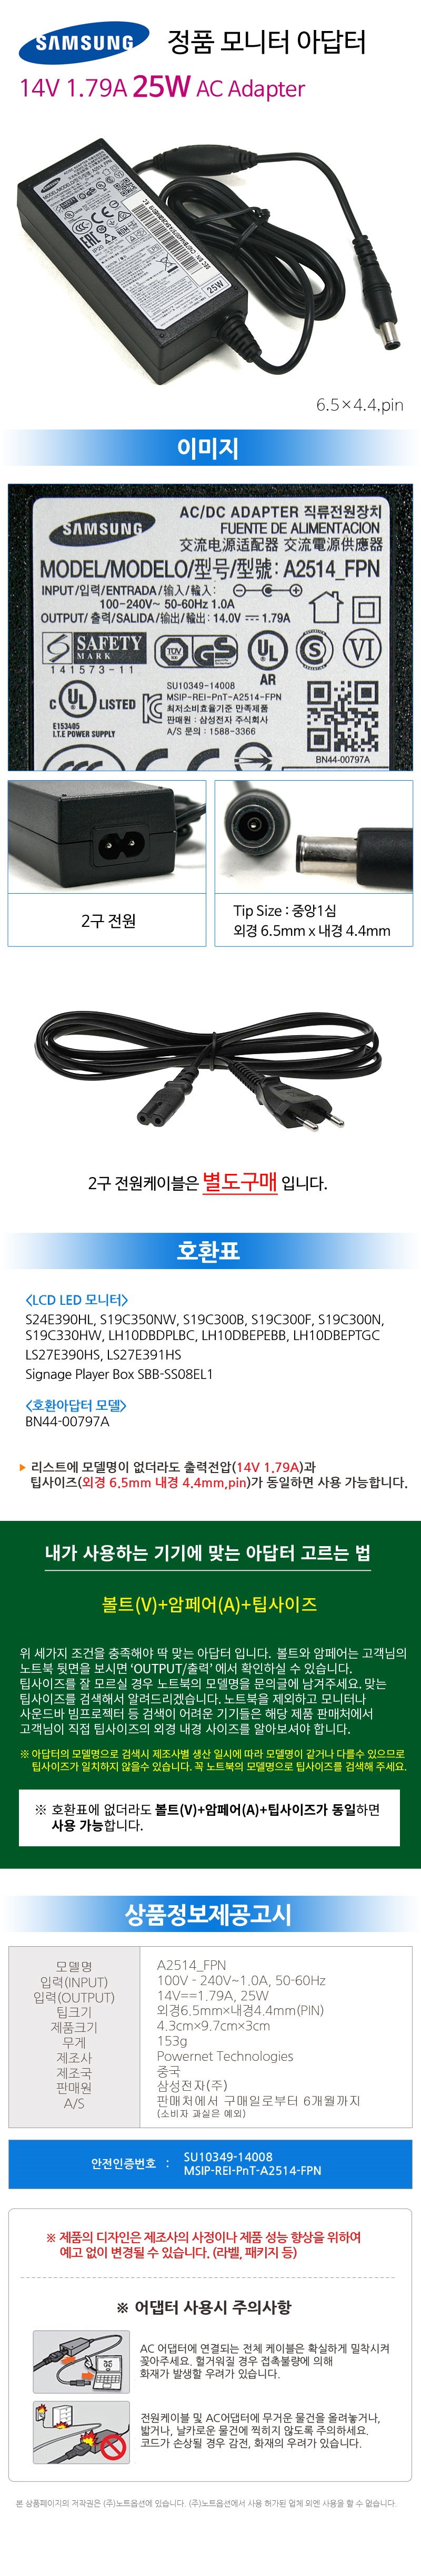 SAMSUNG 정품 모니터 아답터
14V 1.79A 25W AC Adapter
SAMSUNG
25W
6.5×4.4,pin
이미지
SAMSUNG
AC/DC ADAPTER 직류전원장치
FUENTE DE ALIMENTACION
交流电源适配器 交流電源供應器
MODEL/MODELO/型号/型號: A2514_FPN
INPUT/입력/ENTRADA/输入/輸入:
100-240V~ 50-60Hz 1.0A
OUTPUT/출력/SALIDA/输出/輸出: 14.0V 1.79A
SAFETY
MARK
141573-11
TUV
GS
UL
AR
S
VI
C UL LISTED
E153405
I.T.E POWER SUPPLY
SU10349-14008
MSIP-REI-PnT-A2514-FPN
최저소비효율기준 만족제품
판매원 : 삼성전자 주식회사
A/S 문의 : 1588-3366
BN44-00797A
2구 전원
Tip Size : 중앙1심
외경 6.5mm x 내경 4.4mm
2구 전원케이블은 별도구매 입니다.
호환표
<LCD LED 모니터>
S24E390HL, S19C350NW, S19C300B, S19C300F, S19C300N,
S19C330HW, LH10DBDPLBC, LH10DBEPEBB, LH10DBEPTGC
LS27E390HS, LS27E391HS
Signage Player Box SBB-SS08EL1
<호환아답터 모델>
BN44-00797A
▶ 리스트에 모델명이 없더라도 출력전압(14V 1.79A)과
팁사이즈(외경 6.5mm 내경 4.4mm,pin)가 동일하면 사용 가능합니다.
내가 사용하는 기기에 맞는 아답터 고르는 법
볼트(V)+암페어(A)+팁사이즈
위 세가지 조건을 충족해야 딱 맞는 아답터 입니다. 볼트와 암페어는 고객님의
노트북 뒷면을 보시면 ‘OUTPUT/출력’ 에서 확인하실 수 있습니다.
팁사이즈를 잘 모르실 경우 노트북의 모델명을 문의글에 남겨주세요. 맞는
팁사이즈를 검색해서 알려드리겠습니다. 노트북을 제외하고 모니터나
사운드바 빔프로젝터 등 검색이 어려운 기기들은 해당 제품 판매처에서
고객님이 직접 팁사이즈의 외경 내경 사이즈를 알아보셔야 합니다.
※ 아답터의 모델명으로 검색시 제조사별 생산 일시에 따라 모델명이 같거나 다를수 있으므로
팁사이즈가 일치하지 않을수 있습니다. 꼭 노트북의 모델명으로 팁사이즈를 검색해 주세요.
※ 호환표에 없더라도 볼트(V)+암페어(A)+팁사이즈가 동일하면
사용 가능합니다.
상품정보제공고시
모델명 A2514_FPN
입력(INPUT) 100V - 240V~1.0A, 50-60Hz
입력(OUTPUT) 14V==1.79A, 25W
팁크기 외경6.5mm×내경4.4mm(PIN)
제품크기 4.3cm×9.7cm×3cm
무게 153g
제조사 Powernet Technologies
제조국 중국
판매원 삼성전자(주)
A/S 판매처에서 구매일로부터 6개월까지
(소비자 과실은 예외)
안전인증번호 : SU10349-14008
MSIP-REI-PnT-A2514-FPN
※ 제품의 디자인은 제조사의 사정이나 제품 성능 향상을 위하여
예고 없이 변경될 수 있습니다. (라벨, 패키지 등)
※ 어댑터 사용시 주의사항
AC 어댑터에 연결되는 전체 케이블은 확실하게 밀착시켜
꽂아주세요. 헐거워질 경우 접촉불량에 의해
화재가 발생할 우려가 있습니다.
전원케이블 및 AC어댑터에 무거운 물건을 올려놓거나,
밟거나, 날카로운 물건에 찍히지 않도록 주의하세요.
코드가 손상될 경우 감전, 화재의 우려가 있습니다.
본 상품페이지의 저작권은 (주)노트옵션에 있습니다. (주)노트옵션에서 사용 허가된 업체 외엔 사용을 할 수 없습니다.